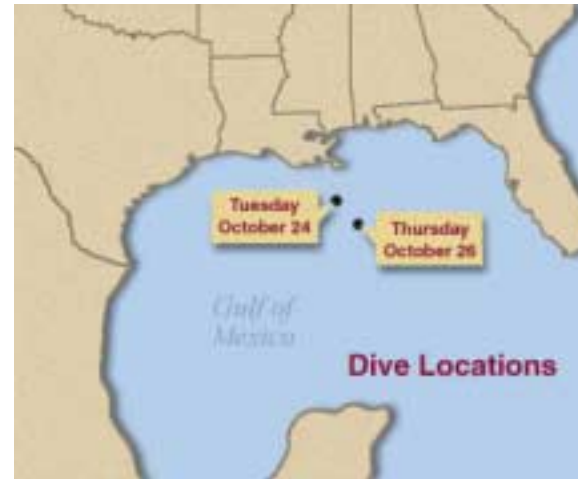 Tuesday
October 24
Thursday
October 26
Gulf of
Mexico
Dive Locations